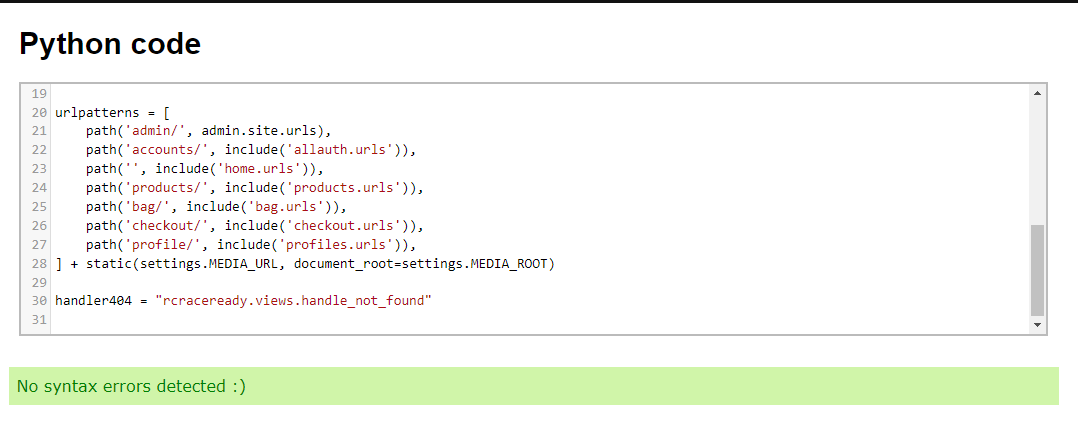 Python code
19
20 urlpatterns = [
21     path('admin/', admin.site.urls),
22     path('accounts/', include('allauth.urls')),
23     path('', include('home.urls')),
24     path('products/', include('products.urls')),
25     path('bag/', include('bag.urls')),
26     path('checkout/', include('checkout.urls')),
27     path('profile/', include('profiles.urls')),
28 ] + static(settings.MEDIA_URL, document_root=settings.MEDIA_ROOT)
29
30 handler404 = "rcraceready.views.handle_not_found"
31
No syntax errors detected :)